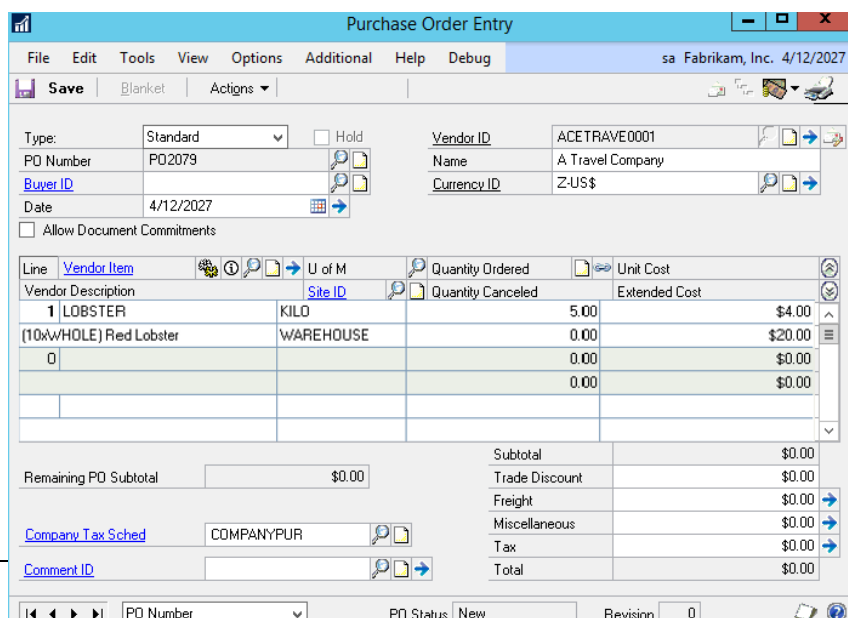 Purchase Order Entry
File Edit Tools View Options Additional Help Debug sa Fabrikam, Inc. 4/12/2027
Save Blanket Actions
Type: Standard Hold Vendor ID ACETRAVE0001
PO Number PO2079 Name A Travel Company
Buyer ID Currency ID Z-US$
Date 4/12/2027
Allow Document Commitments
Line Vendor Item U of M Quantity Ordered Unit Cost
Vendor Description Site ID Quantity Canceled Extended Cost
1 LOBSTER KILO 5.00 $4.00
(10xWHOLE) Red Lobster WAREHOUSE 0.00 $20.00
0 0.00 $0.00
0.00 $0.00
Subtotal $0.00
Remaining PO Subtotal $0.00 Trade Discount $0.00
Freight $0.00
Miscellaneous $0.00
Company Tax Sched COMPANYPUR Tax $0.00
Comment ID Total $0.00
PO Number PO Status New Revision 0